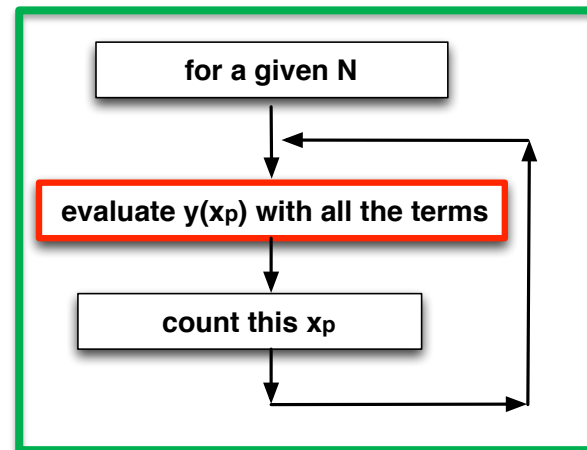 for a given N
evaluate y(xp) with all the terms
count this xp